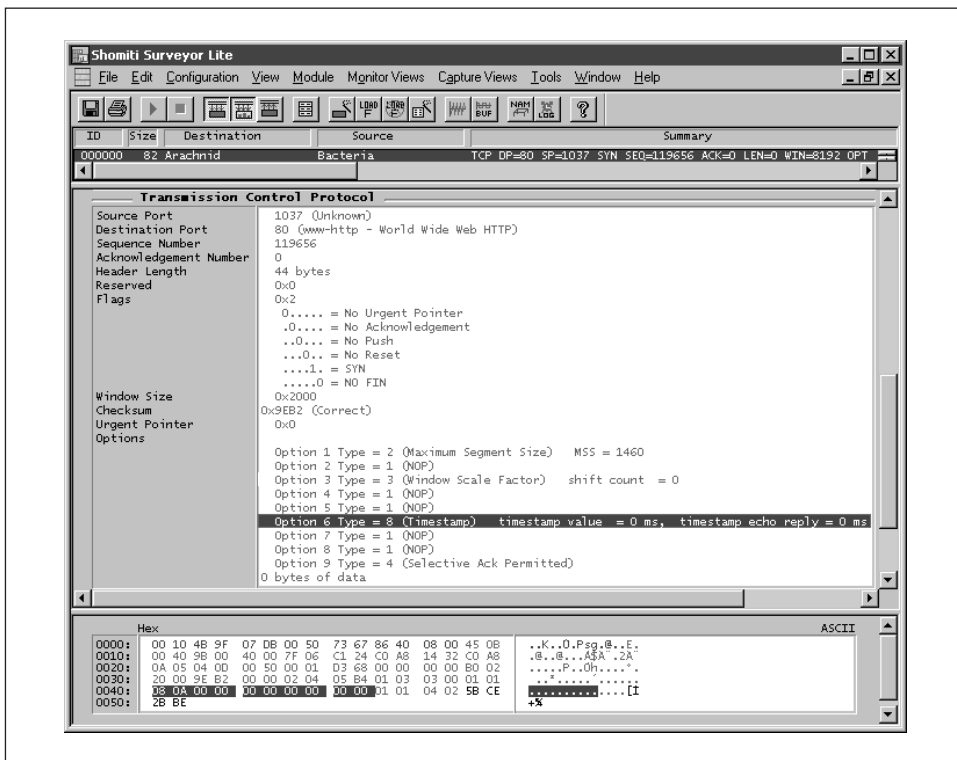 Shomiti Surveyor Lite
File Edit Configuration View Module Monitor Views Capture Views Tools Window Help
LOAD F BUF NAM LOG ?
ID Size Destination Source Summary
000000 82 Arachnid Bacteria TCP DP=80 SP=1037 SYN SEQ=119656 ACK=0 LEN=0 WIN=8192 OPT
Transmission Control Protocol
Source Port 1037 (Unknown)
Destination Port 80 (www-http - World Wide Web HTTP)
Sequence Number 119656
Acknowledgement Number 0
Header Length 44 bytes
Reserved 0x0
Flags 0x2
0..... = No Urgent Pointer
.0.... = No Acknowledgement
..0... = No Push
...0.. = No Reset
....1. = SYN
.....0 = NO FIN
Window Size 0x2000
Checksum 0x9EB2 (Correct)
Urgent Pointer 0x0
Options
Option 1 Type = 2 (Maximum Segment Size) MSS = 1460
Option 2 Type = 1 (NOP)
Option 3 Type = 3 (Window Scale Factor) shift count = 0
Option 4 Type = 1 (NOP)
Option 5 Type = 1 (NOP)
Option 6 Type = 8 (Timestamp) timestamp value = 0 ms, timestamp echo reply = 0 ms
Option 7 Type = 1 (NOP)
Option 8 Type = 1 (NOP)
Option 9 Type = 4 (Selective Ack Permitted)
0 bytes of data
Hex ASCII
0000: 00 10 4B 9F 07 DB 00 50 73 67 86 40 08 00 45 0B ..K..O.Psg.@..E.
0010: 00 40 9B 00 40 00 7F 06 C1 24 C0 A8 14 32 C0 A8 .@..@...A$A¨.2A¨
0020: 0A 05 04 0D 00 50 00 01 D3 68 00 00 00 00 B0 02 .....P..Oh....°.
0030: 20 00 9E B2 00 00 02 04 05 B4 01 03 03 00 01 01 ..².....´......
0040: 08 0A 00 00 00 00 00 00 00 00 01 01 04 02 5B CE ..............[Î
0050: 2B BE +¾